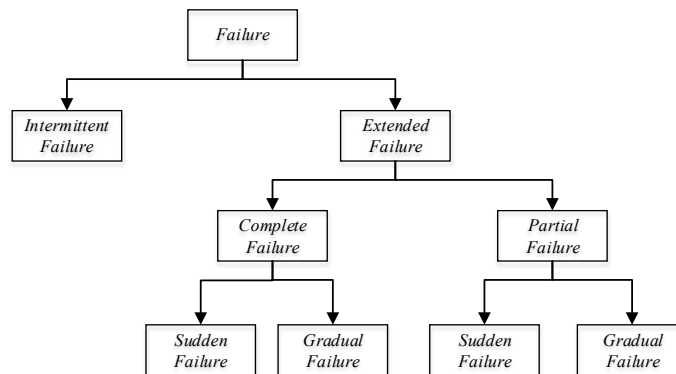 Failure
Intermittent
Failure
Extended
Failure
Complete
Failure
Partial
Failure
Sudden
Failure
Gradual
Failure
Sudden
Failure
Gradual
Failure